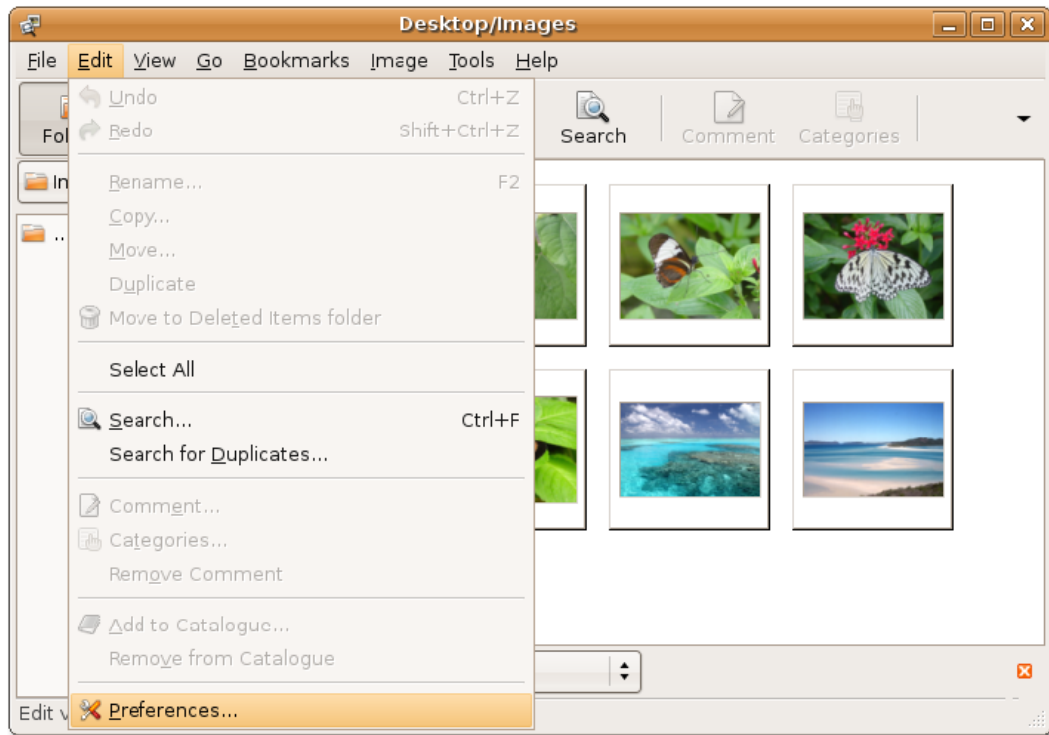 Desktop/Images
File Edit View Go Bookmarks Image Tools Help
Undo Ctrl+Z
Redo Shift+Ctrl+Z
Search Comment Categories
Rename... F2
Copy...
..
Move...
Duplicate
Move to Deleted Items folder
Select All
Search... Ctrl+F
Search for Duplicates...
Comment...
Categories...
Remove Comment
Add to Catalogue...
Remove from Catalogue
Preferences...
Edit